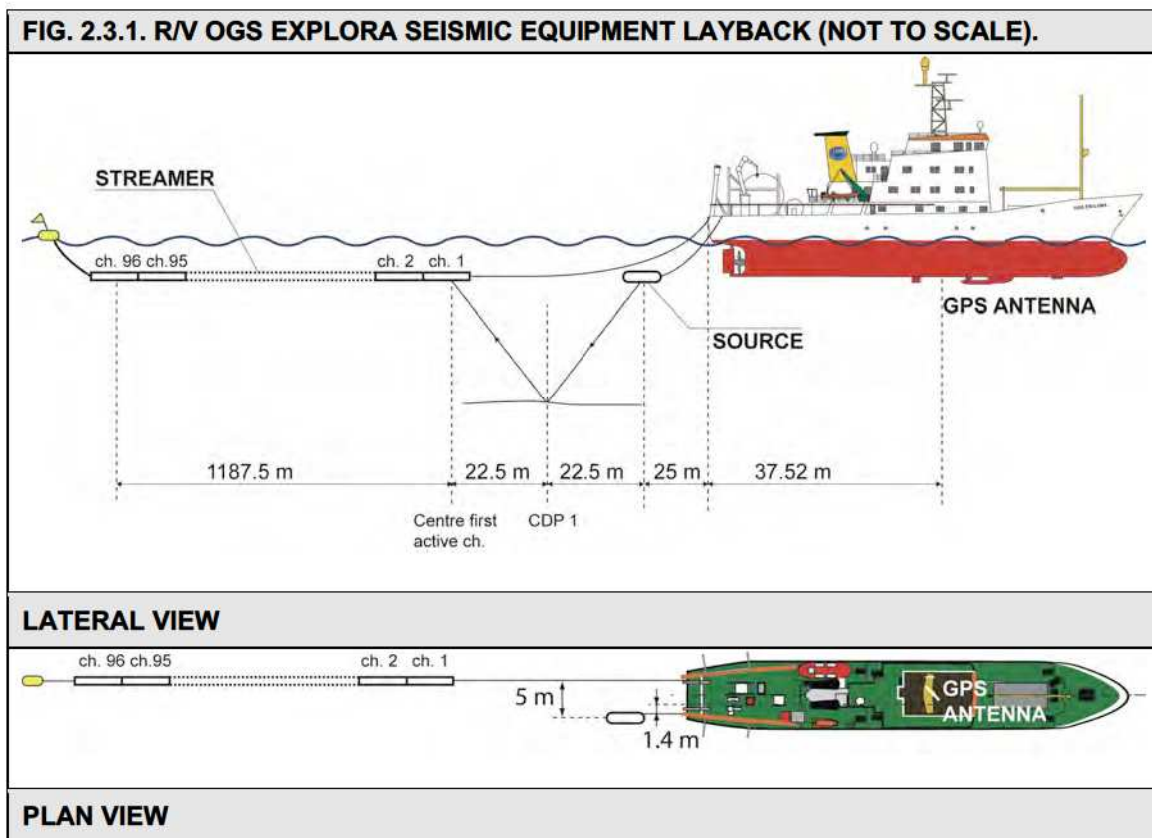 FIG. 2.3.1. R/V OGS EXPLORA SEISMIC EQUIPMENT LAYBACK (NOT TO SCALE).
STREAMER
OGS EXPLORA
ch. 96 ch.95
ch. 2 ch. 1
GPS ANTENNA
SOURCE
1187.5 m
22.5 m
22.5 m
25 m
37.52 m
Centre first
active ch.
CDP 1
LATERAL VIEW
ch. 96 ch.95
ch. 2 ch. 1
5 m
1.4 m
GPS
ANTENNA
PLAN VIEW